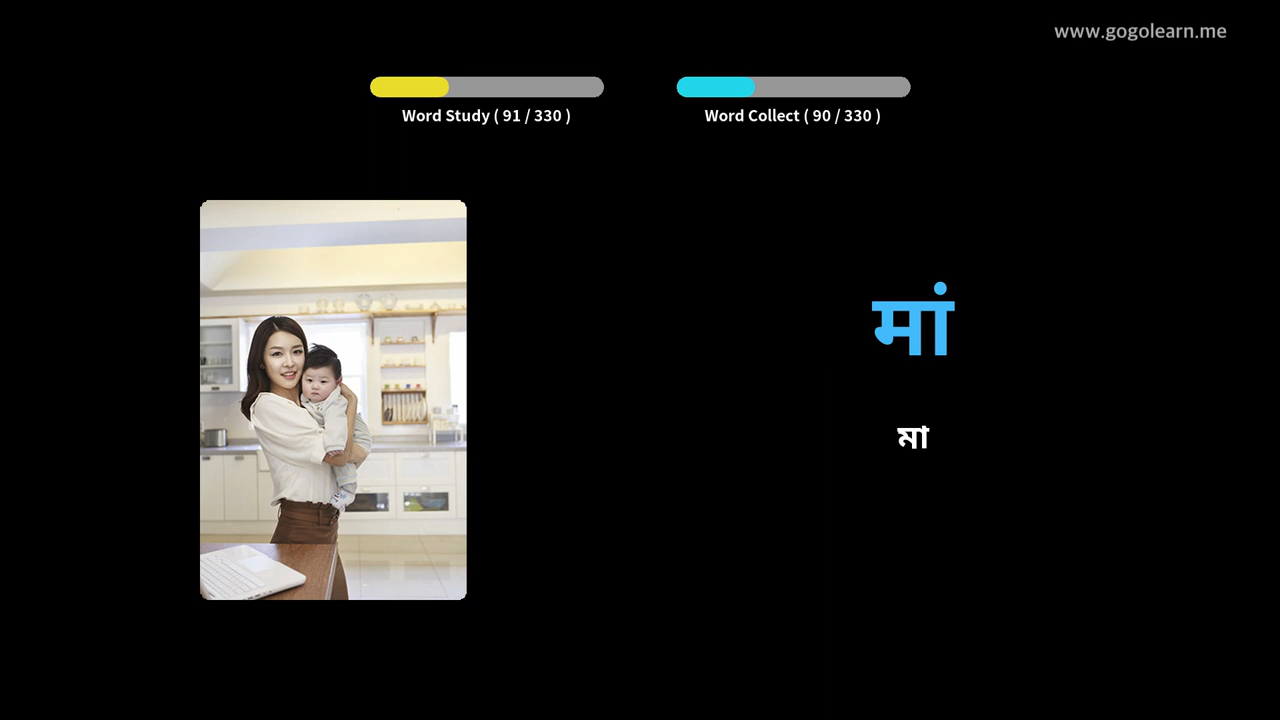 www.gogolearn.me
Word Study ( 91 / 330 )
Word Collect ( 90 / 330 )
मां
মা